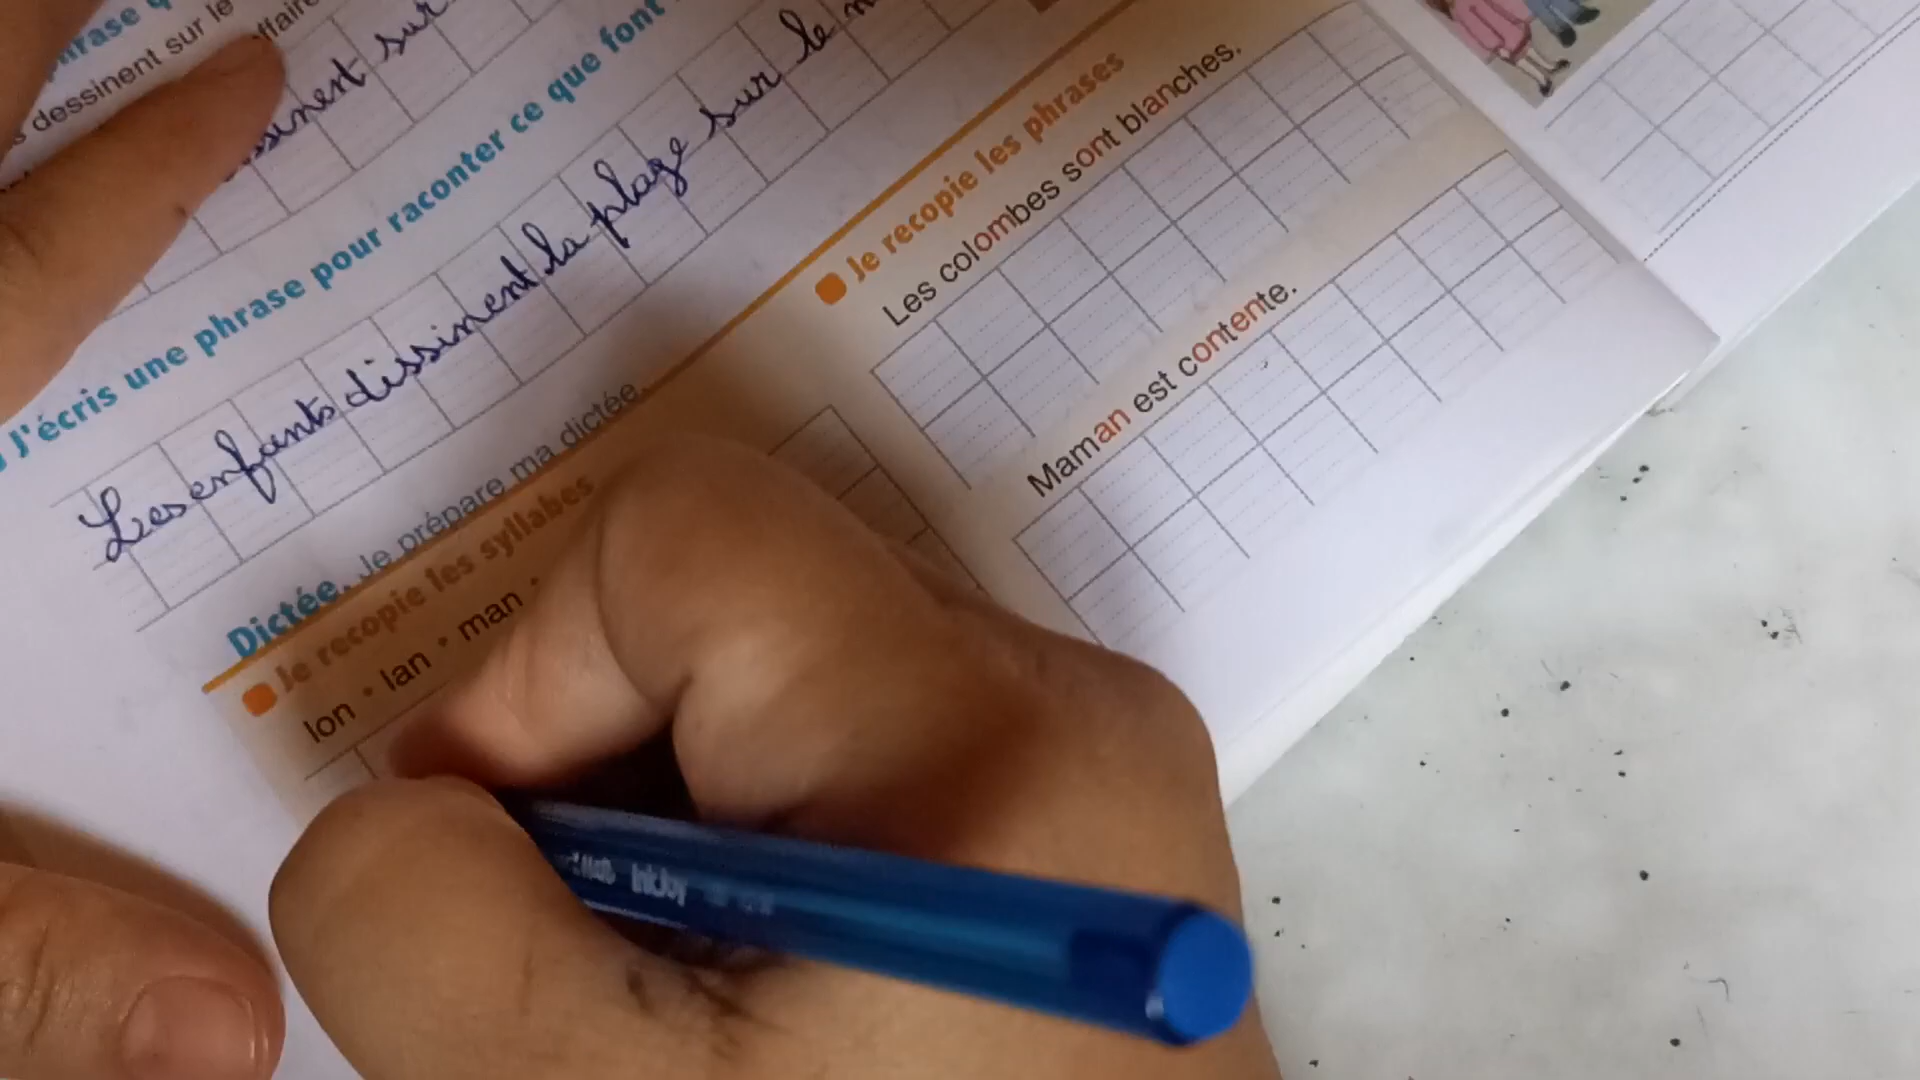 phrase
s dessinent sur le
affaire
ssinent sur
J'écris une phrase pour raconter ce que font
Les enfants dissinent la plage sur le
Dictée. Je prépare ma dictée.
Je recopie les syllabes
lon • lan • man •
Je recopie les phrases
Les colombes sont blanches.
Maman est contente.
InkJoy